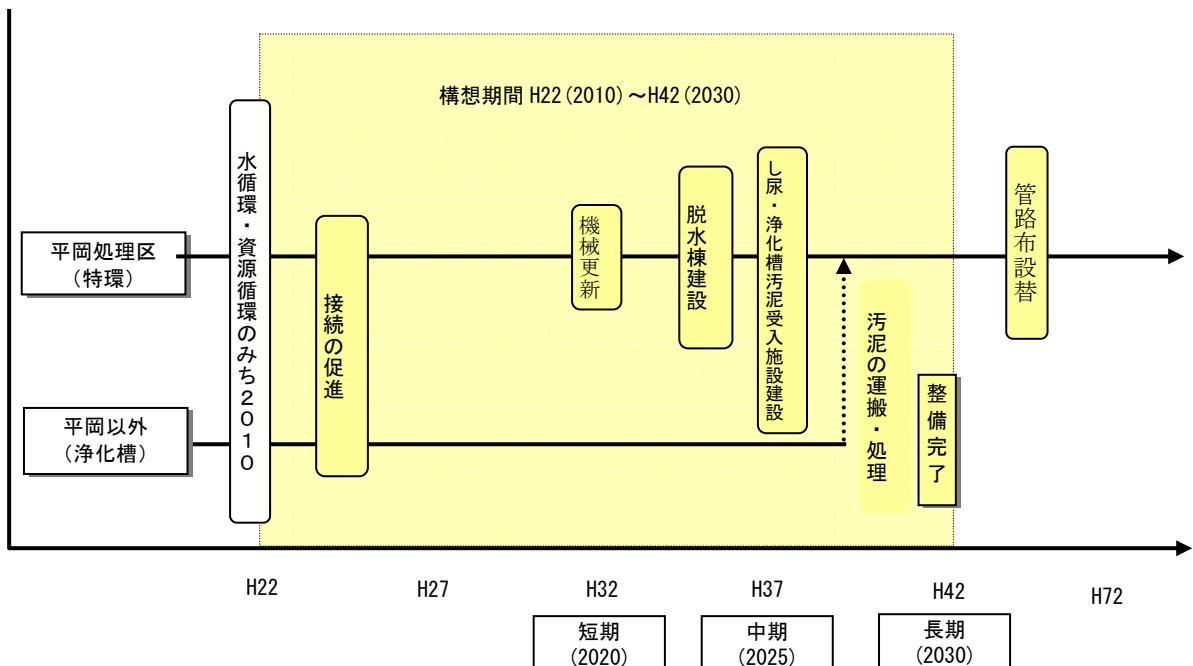 構想期間 H22(2010)～H42(2030)
水循環・資源循環のみち2010
平岡処理区
(特環)
接続の促進
機械更新
脱水棟建設
し尿・浄化槽汚泥受入施設建設
管路布設替
平岡以外
(浄化槽)
汚泥の運搬・処理
整備完了
H22
H27
H32
H37
H42
H72
短期
(2020)
中期
(2025)
長期
(2030)